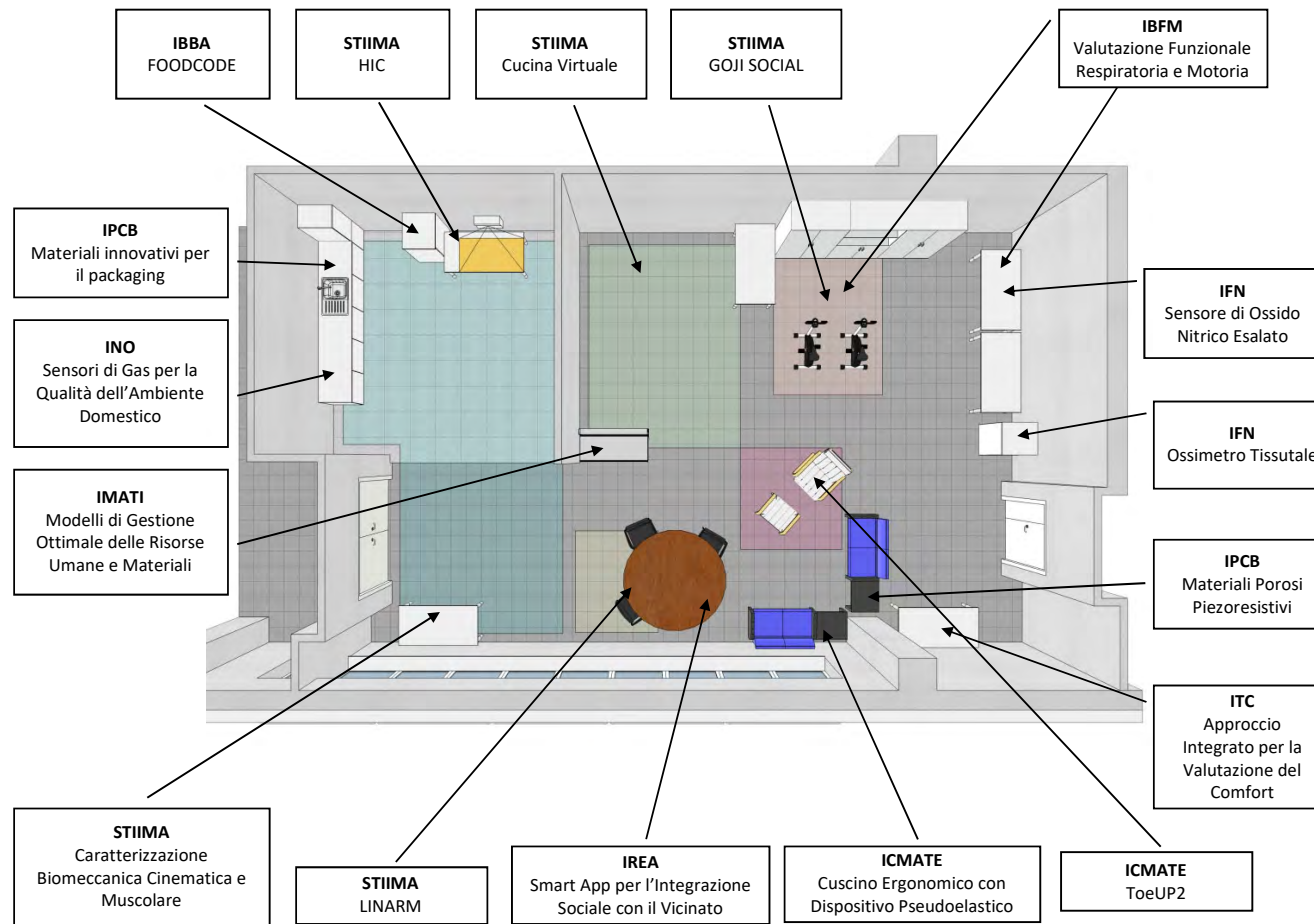 IBBA
FOODCODE
STIIMA
HIC
STIIMA
Cucina Virtuale
STIIMA
GOJI SOCIAL
IBFM
Valutazione Funzionale
Respiratoria e Motoria
IPCB
Materiali innovativi per
il packaging
IFN
Sensore di Ossido
Nitrico Esalato
INO
Sensori di Gas per la
Qualità dell’Ambiente
Domestico
IFN
Ossimetro Tissutale
IMATI
Modelli di Gestione
Ottimale delle Risorse
Umane e Materiali
IPCB
Materiali Porosi
Piezoresistivi
ITC
Approccio
Integrato per la
Valutazione del
Comfort
STIIMA
Caratterizzazione
Biomeccanica Cinematica e
Muscolare
STIIMA
LINARM
IREA
Smart App per l’Integrazione
Sociale con il Vicinato
ICMATE
Cuscino Ergonomico con
Dispositivo Pseudoelastico
ICMATE
ToeUP2